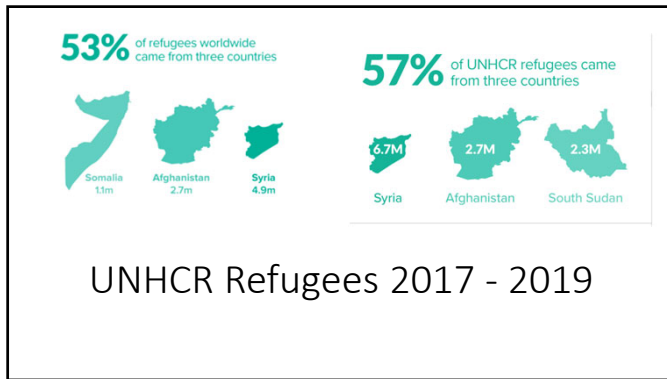 53% of refugees worldwide
came from three countries
Somalia
1.1m
Afghanistan
2.7m
Syria
4.9m
57% of UNHCR refugees came
from three countries
6.7M
Syria
2.7M
Afghanistan
2.3M
South Sudan
UNHCR Refugees 2017 - 2019